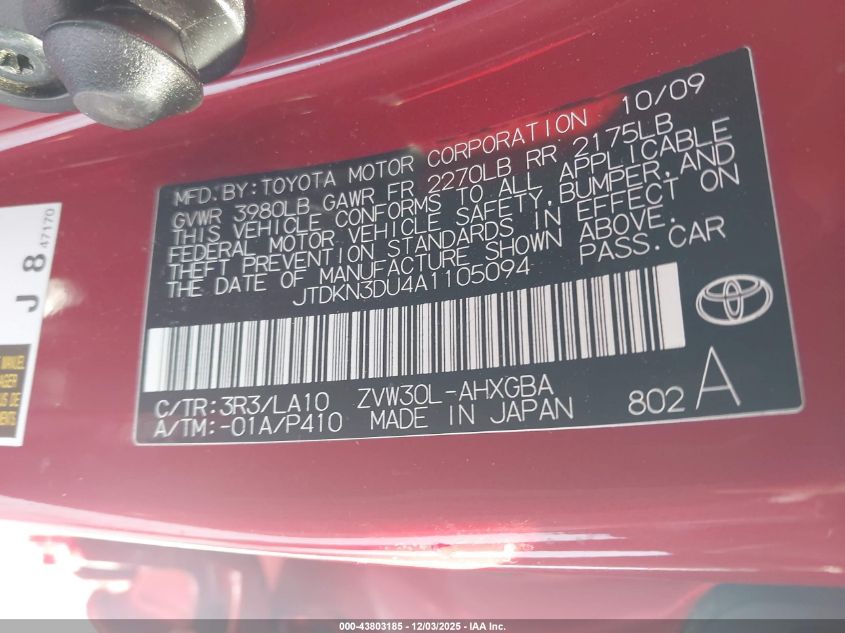 MFD.BY:TOYOTA MOTOR CORPORATION 10/09
GVWR 3980LB GAWR FR 2270LB RR 2175LB
THIS VEHICLE CONFORMS TO ALL APPLICABLE
FEDERAL MOTOR VEHICLE SAFETY,BUMPER,AND
THEFT PREVENTION STANDARDS IN EFFECT ON
THE DATE OF MANUFACTURE SHOWN ABOVE.
JTDKN3DU4A1105094 PASS.CAR
C/TR:3R3/LA10 ZVW30L-AHXGBA
A/TM:-01A/P410 MADE IN JAPAN 802 A
J 8 47170
MANUEL
000-43803185 - 12/03/2025 - IAA Inc.